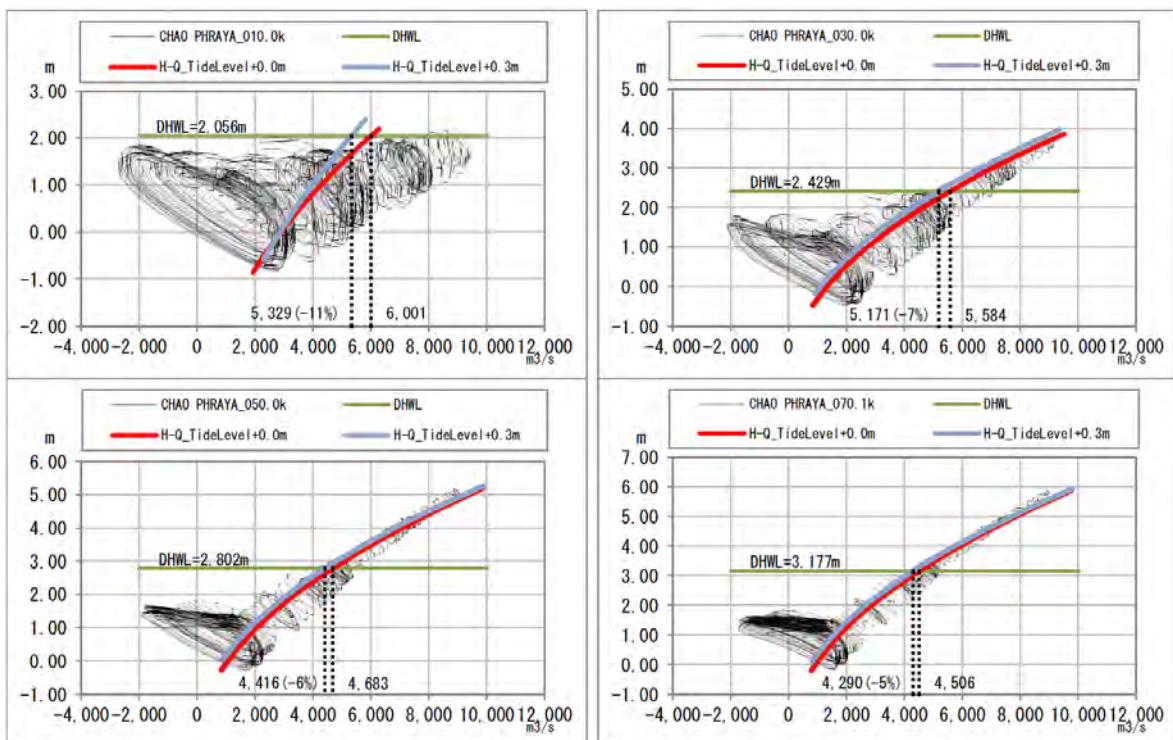 CHAO PHRAYA_010.0k DHWL
H-Q_TideLevel+0.0m H-Q_TideLevel+0.3m
m
3.00
2.00
1.00
0.00
-1.00
-2.00
DHWL=2.056m
5,329(-11%) 6,001
-4,000 -2,000 0 2,000 4,000 6,000 8,000 10,000 12,000
m3/s
CHAO PHRAYA_030.0k DHWL
H-Q_TideLevel+0.0m H-Q_TideLevel+0.3m
m
5.00
4.00
3.00
2.00
1.00
0.00
-1.00
DHWL=2.429m
5,171(-7%) 5,584
-4,000 -2,000 0 2,000 4,000 6,000 8,000 10,000 12,000
m3/s
CHAO PHRAYA_050.0k DHWL
H-Q_TideLevel+0.0m H-Q_TideLevel+0.3m
m
6.00
5.00
4.00
3.00
2.00
1.00
0.00
-1.00
DHWL=2.802m
4,416(-6%) 4,683
-4,000 -2,000 0 2,000 4,000 6,000 8,000 10,000 12,000
m3/s
CHAO PHRAYA_070.1k DHWL
H-Q_TideLevel+0.0m H-Q_TideLevel+0.3m
m
7.00
6.00
5.00
4.00
3.00
2.00
1.00
0.00
-1.00
DHWL=3.177m
4,290(-5%) 4,506
-4,000 -2,000 0 2,000 4,000 6,000 8,000 10,000 12,000
m3/s